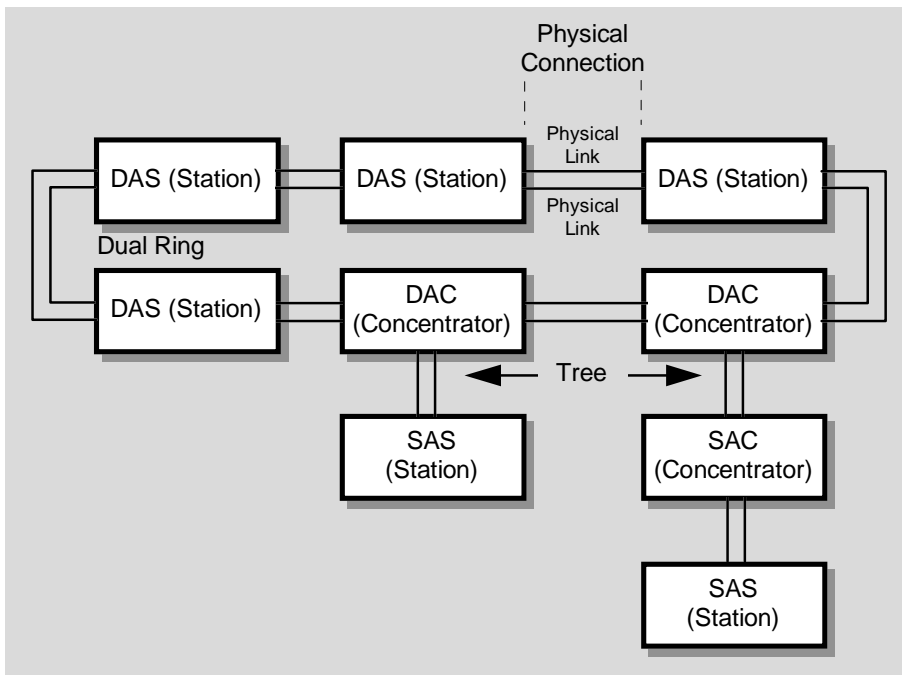 Physical
Connection
Physical
Link
DAS (Station)
DAS (Station)
DAS (Station)
Physical
Link
Dual Ring
DAS (Station)
DAC
(Concentrator)
DAC
(Concentrator)
Tree
SAS
(Station)
SAC
(Concentrator)
SAS
(Station)